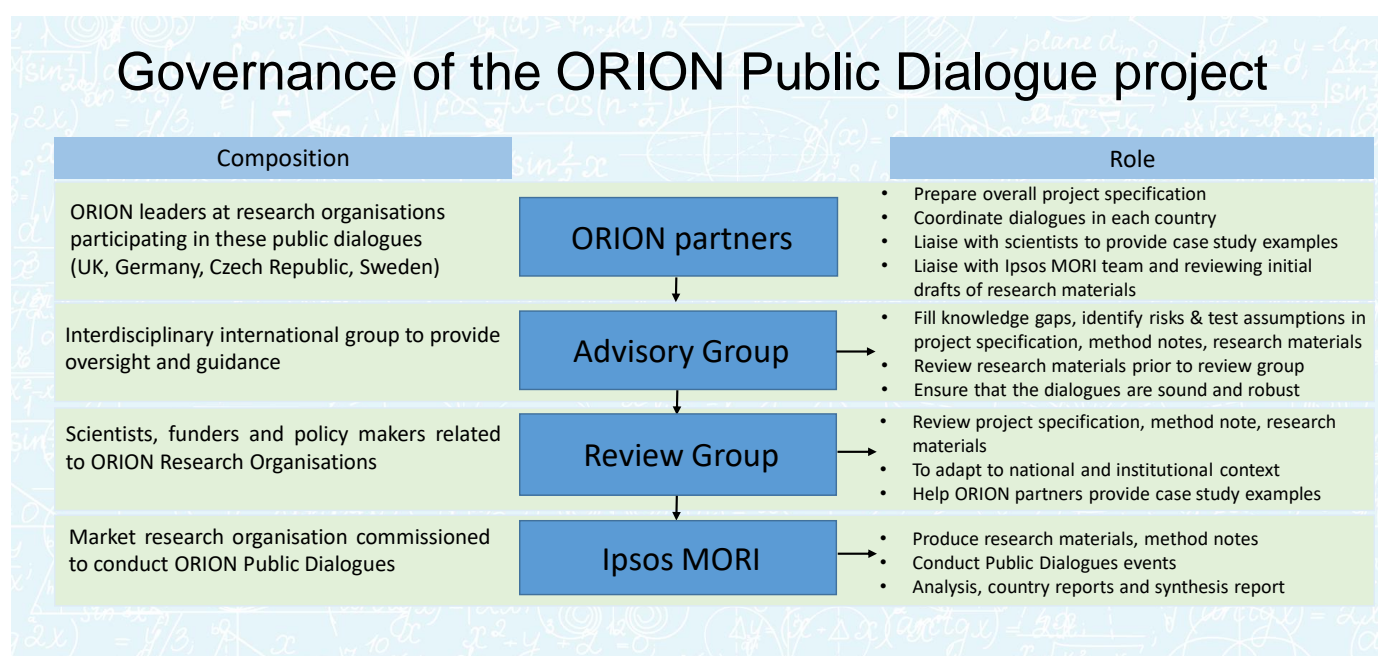 Governance of the ORION Public Dialogue project
Composition
Role
ORION leaders at research organisations
participating in these public dialogues
(UK, Germany, Czech Republic, Sweden)
ORION partners
• Prepare overall project specification
• Coordinate dialogues in each country
• Liaise with scientists to provide case study examples
• Liaise with Ipsos MORI team and reviewing initial
drafts of research materials
Interdisciplinary international group to provide
oversight and guidance
Advisory Group
• Fill knowledge gaps, identify risks & test assumptions in
project specification, method notes, research materials
• Review research materials prior to review group
• Ensure that the dialogues are sound and robust
Scientists, funders and policy makers related
to ORION Research Organisations
Review Group
• Review project specification, method note, research
materials
• To adapt to national and institutional context
• Help ORION partners provide case study examples
Market research organisation commissioned
to conduct ORION Public Dialogues
Ipsos MORI
• Produce research materials, method notes
• Conduct Public Dialogues events
• Analysis, country reports and synthesis report